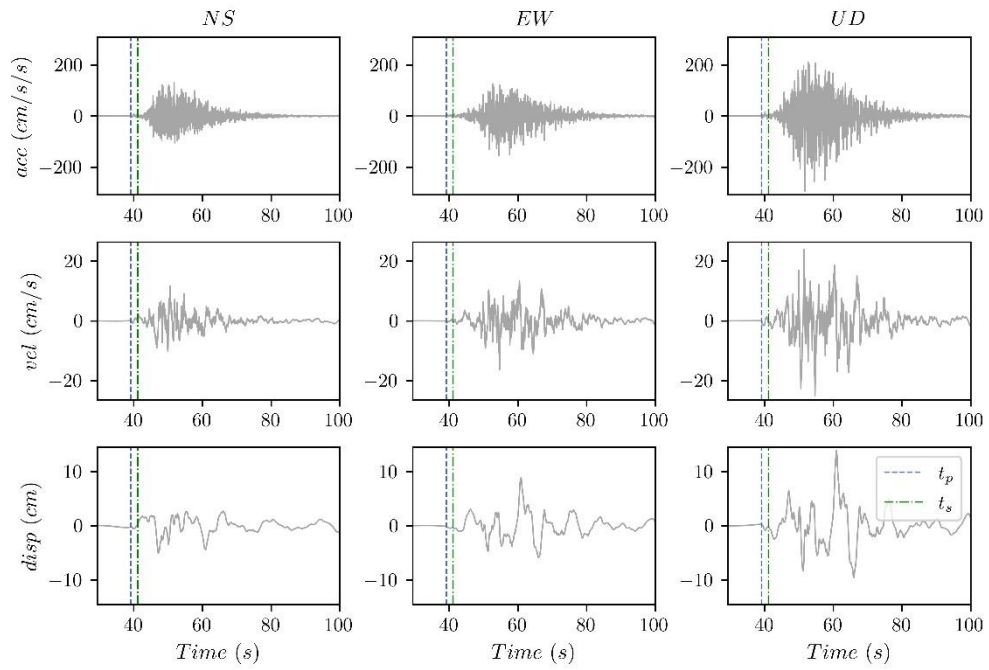 NS EW UD
acc (cm/s/s)
200 200 200
0 0 0
−200 −200 −200
40 60 80 100 40 60 80 100 40 60 80 100
vel (cm/s)
20 20 20
0 0 0
−20 −20 −20
40 60 80 100 40 60 80 100 40 60 80 100
disp (cm)
10 10 10
0 0 0
−10 −10 −10
t_p
t_s
40 60 80 100 40 60 80 100 40 60 80 100
Time (s) Time (s) Time (s)